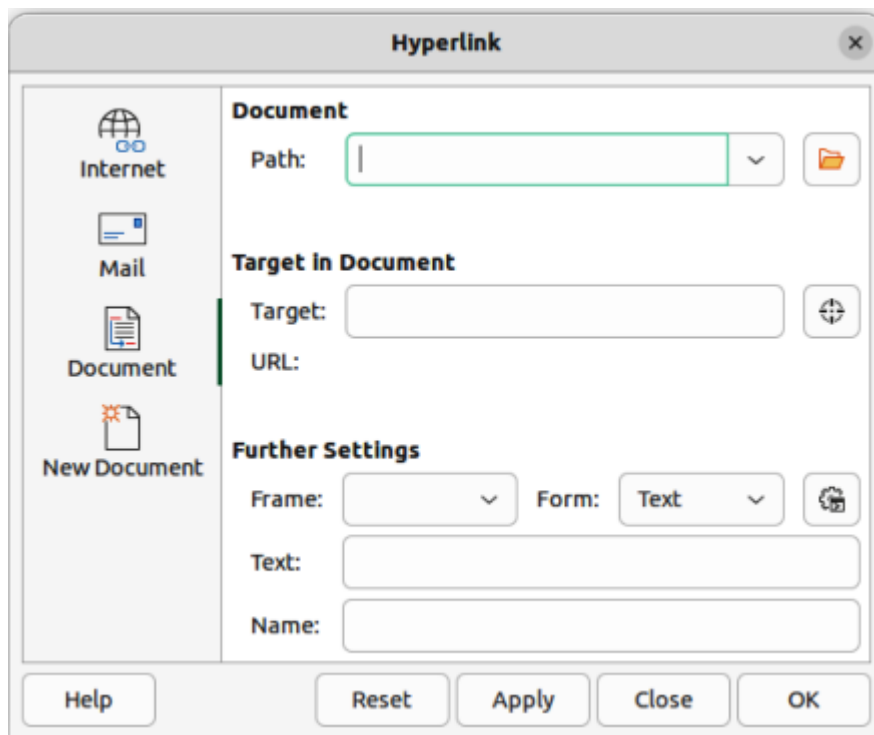 Hyperlink
Internet
Mail
Document
New Document
Document
Path:
Target in Document
Target:
URL:
Further Settings
Frame: Form: Text
Text:
Name:
Help Reset Apply Close OK